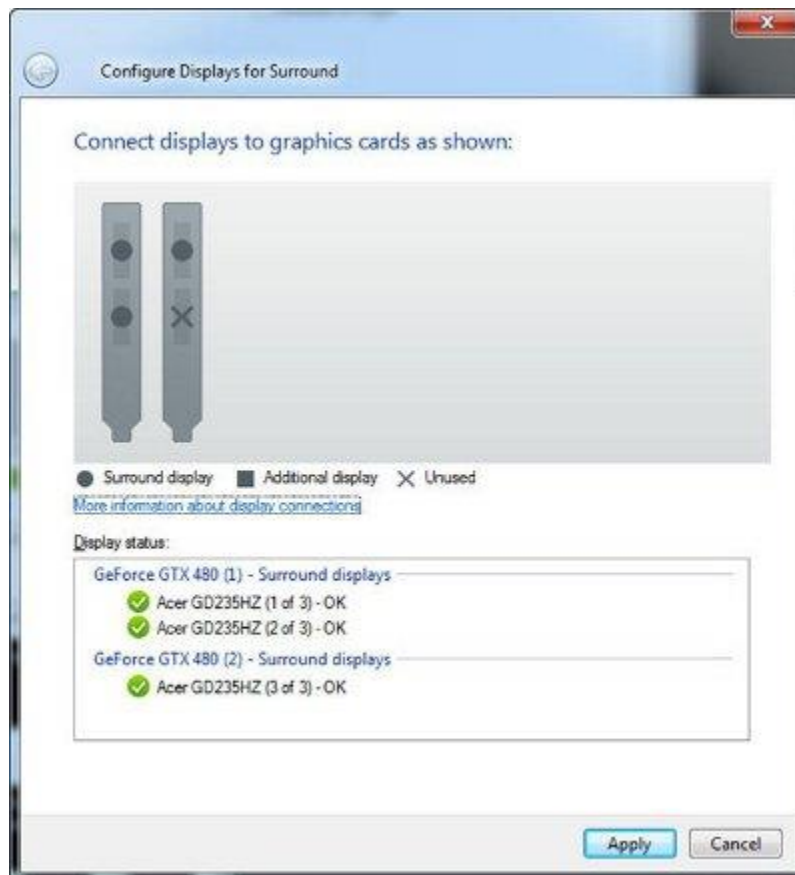 Configure Displays for Surround
Connect displays to graphics cards as shown:
Surround display Additional display Unused
More information about display connections
Display status:
GeForce GTX 480 (1) - Surround displays
Acer GD235HZ (1 of 3) - OK
Acer GD235HZ (2 of 3) - OK
GeForce GTX 480 (2) - Surround displays
Acer GD235HZ (3 of 3) - OK
Apply Cancel